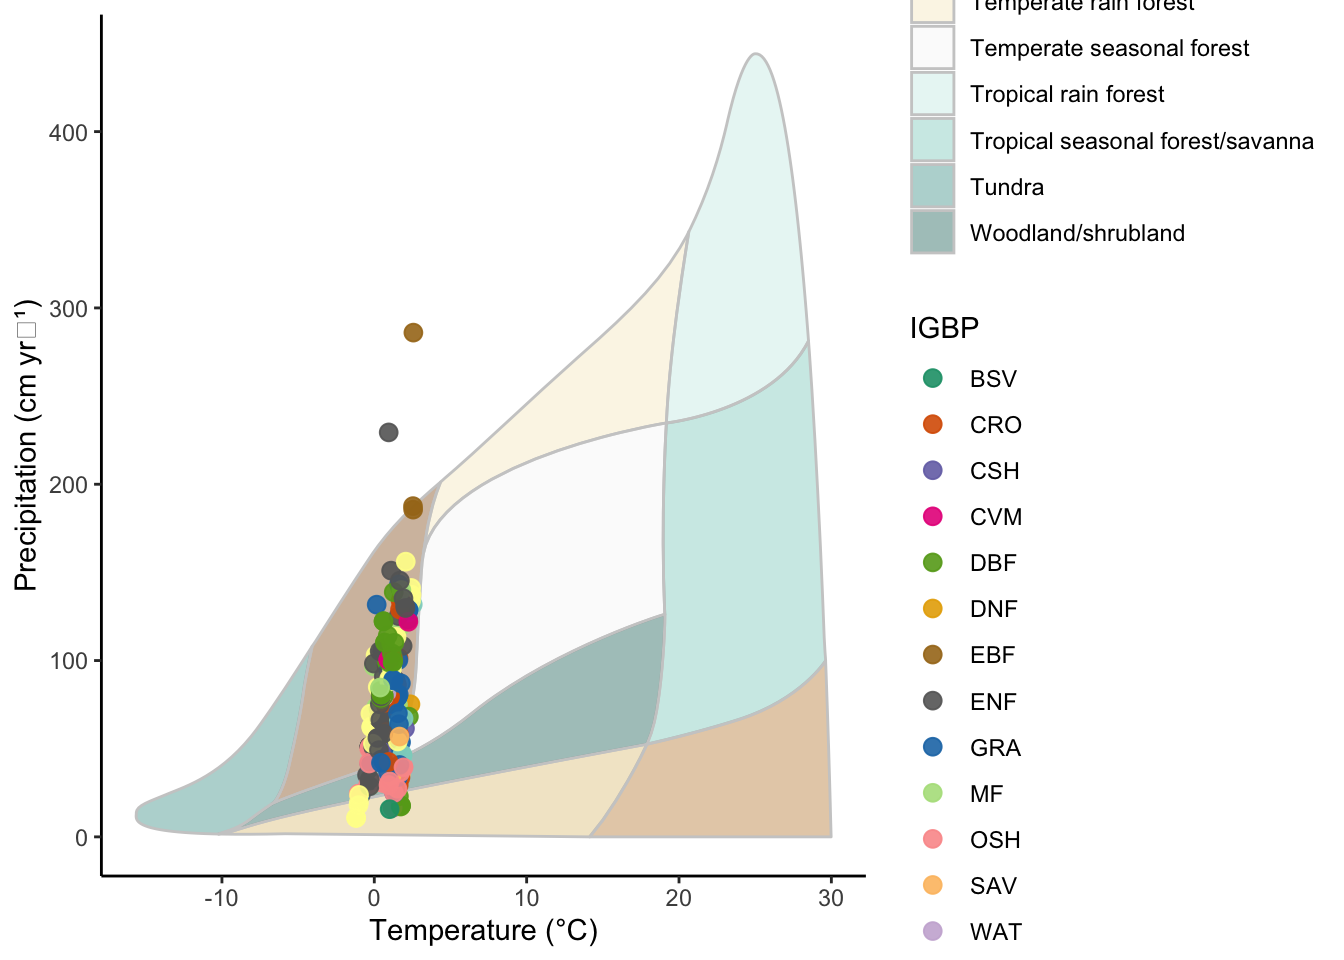 Temperate rain forest
Temperate seasonal forest
Tropical rain forest
Tropical seasonal forest/savanna
Tundra
Woodland/shrubland
IGBP
BSV
CRO
CSH
CVM
DBF
DNF
EBF
ENF
GRA
MF
OSH
SAV
WAT
Precipitation (cm yr□¹)
400
300
200
100
0
-10
0
10
20
30
Temperature (°C)